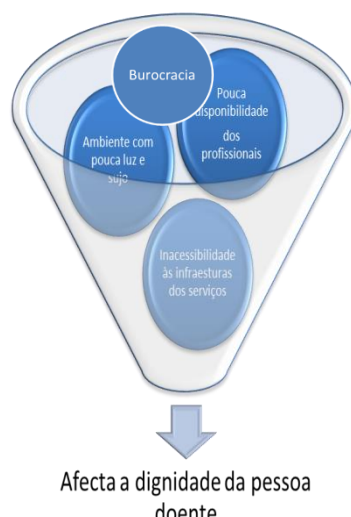 Burocracia
Pouca
disponibilidade
dos
profissionais
Ambiente com
pouca luz e
sujo
Inacessibilidade
às infraesturas
dos serviços
Afecta a dignidade da pessoa
doente